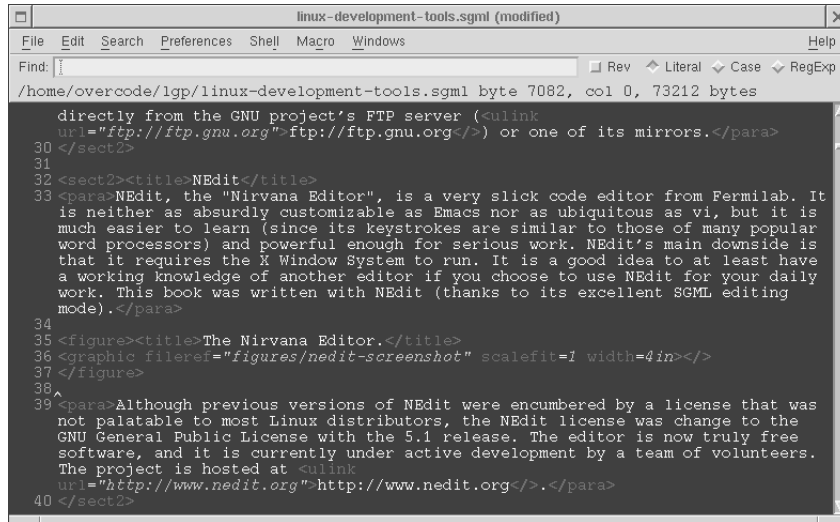 linux-development-tools.sgml (modified)
File Edit Search Preferences Shell Macro Windows Help
Find: Rev Literal Case RegExp
/home/overcode/lgp/linux-development-tools.sgml byte 7082, col 0, 73212 bytes
directly from the GNU project's FTP server (<ulink
url="ftp://ftp.gnu.org">ftp://ftp.gnu.org</>) or one of its mirrors.</para>
30 </sect2>
31
32 <sect2><title>NEdit</title>
33 <para>NEdit, the "Nirvana Editor", is a very slick code editor from Fermilab. It
is neither as absurdly customizable as Emacs nor as ubiquitous as vi, but it is
much easier to learn (since its keystrokes are similar to those of many popular
word processors) and powerful enough for serious work. NEdit's main downside is
that it requires the X Window System to run. It is a good idea to at least have
a working knowledge of another editor if you choose to use NEdit for your daily
work. This book was written with NEdit (thanks to its excellent SGML editing
mode).</para>
34
35 <figure><title>The Nirvana Editor.</title>
36 <graphic fileref="figures/nedit-screenshot" scalefit=1 width=4in></>
37 </figure>
38
39 <para>Although previous versions of NEdit were encumbered by a license that was
not palatable to most Linux distributors, the NEdit license was change to the
GNU General Public License with the 5.1 release. The editor is now truly free
software, and it is currently under active development by a team of volunteers.
The project is hosted at <ulink
url="http://www.nedit.org">http://www.nedit.org</>.</para>
40 </sect2>